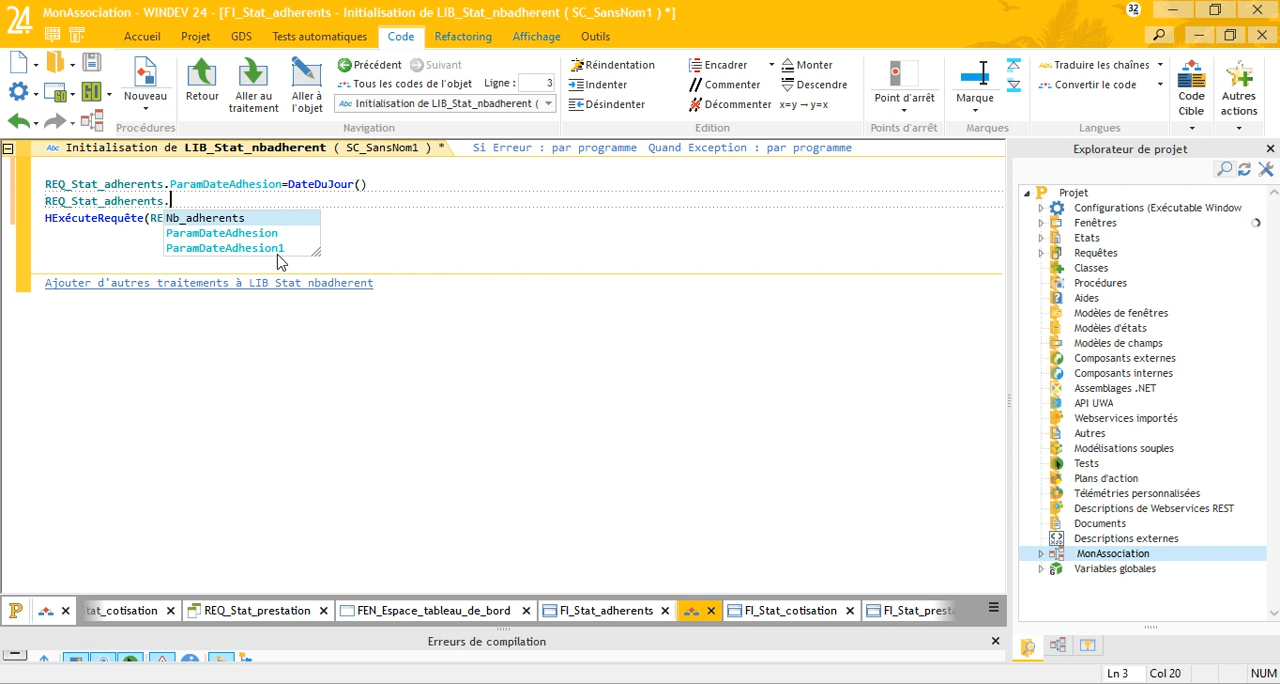 24
MonAssociation - WINDEV 24 - [FI_Stat_adherents - Initialisation de LIB_Stat_nbadherent ( SC_SansNom1 ) *]
32
Accueil Projet GDS Tests automatiques Code Refactoring Affichage Outils
Nouveau
Procédures
Retour
Aller au traitement
Aller à l'objet
Précédent Suivant
Tous les codes de l'objet Ligne : 3
Abc Initialisation de LIB_Stat_nbadherent (
Navigation
Réindentation
Indenter
Désindenter
Encadrer
Commenter
Décommenter
Monter
Descendre
x=y→y=x
Edition
Point d'arrêt
Points d'arrêt
Marque
Marques
Abc Traduire les chaînes
Convertir le code
Langues
Code Cible
Autres actions
Abc Initialisation de LIB_Stat_nbadherent ( SC_SansNom1 ) * Si Erreur : par programme Quand Exception : par programme
REQ_Stat_adherents.ParamDateAdhesion=DateDuJour()
REQ_Stat_adherents.
HExécuteRequête(RE
Nb_adherents
ParamDateAdhesion
ParamDateAdhesion1
Ajouter d'autres traitements à LIB_Stat_nbadherent
Explorateur de projet
Projet
Configurations (Exécutable Window
Fenêtres
Etats
Requêtes
Classes
Procédures
Aides
Modèles de fenêtres
Modèles d'états
Modèles de champs
Composants externes
Composants internes
Assemblages .NET
API UWA
Webservices importés
Autres
Modélisations souples
Tests
Plans d'action
Télémétries personnalisées
Descriptions de Webservices REST
Documents
Descriptions externes
MonAssociation
Variables globales
tat_cotisation REQ_Stat_prestation FEN_Espace_tableau_de_bord FI_Stat_adherents FI_Stat_cotisation FI_Stat_prest
Erreurs de compilation
Ln 3 Col 20 NUM